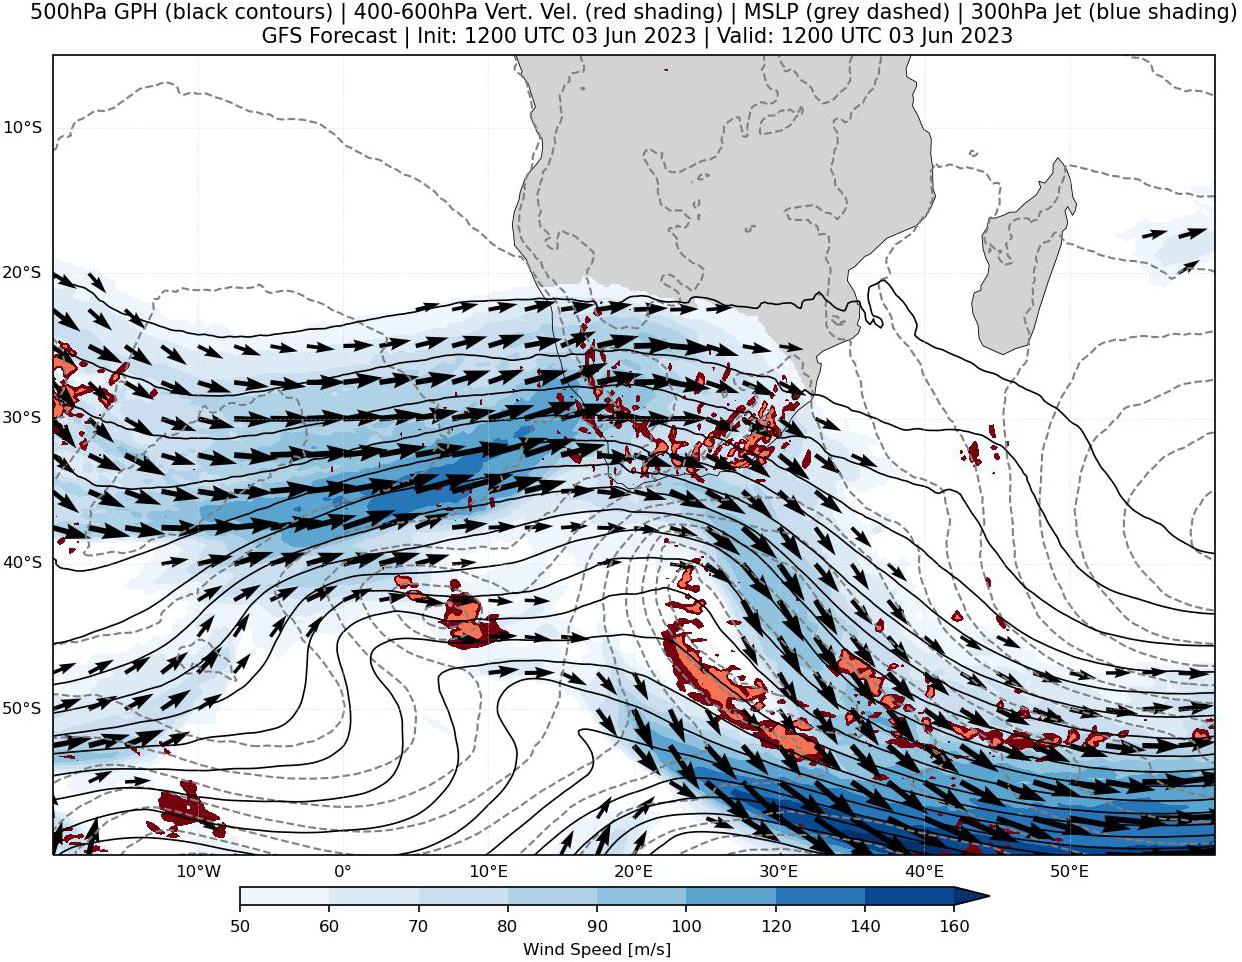 500hPa GPH (black contours) | 400-600hPa Vert. Vel. (red shading) | MSLP (grey dashed) | 300hPa Jet (blue shading)
GFS Forecast | Init: 1200 UTC 03 Jun 2023 | Valid: 1200 UTC 03 Jun 2023
10°S
20°S
30°S
40°S
50°S
10°W 0° 10°E 20°E 30°E 40°E 50°E
50 60 70 80 90 100 120 140 160
Wind Speed [m/s]